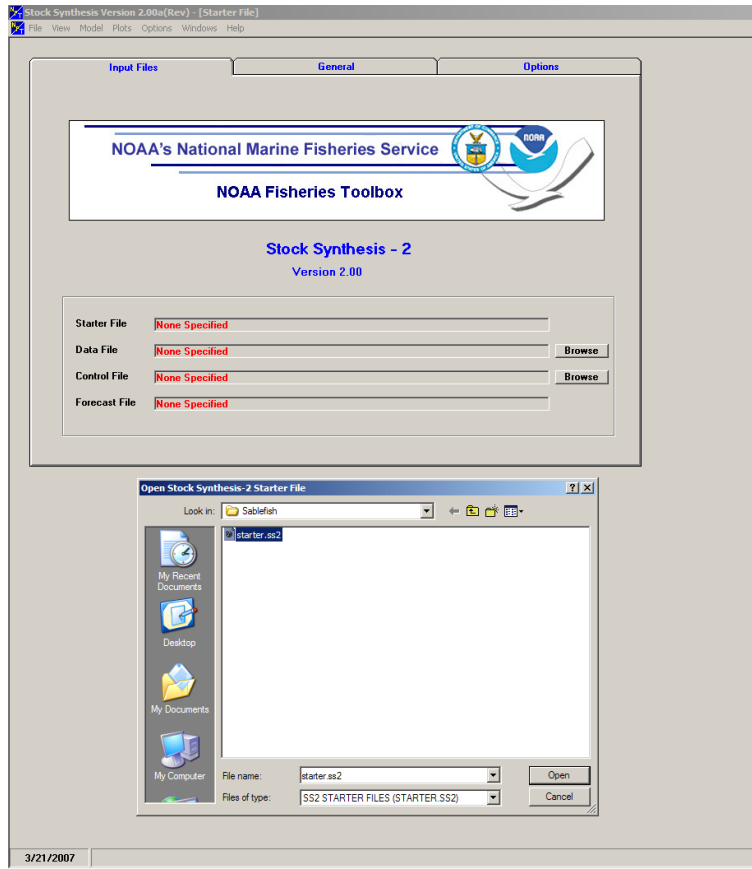 Stock Synthesis Version 2.00a(Rev) - [Starter File]
File View Model Plots Options Windows Help
Input Files General Options
NOAA's National Marine Fisheries Service
NOAA
NOAA Fisheries Toolbox
Stock Synthesis - 2
Version 2.00
Starter File None Specified
Data File None Specified Browse
Control File None Specified Browse
Forecast File None Specified
Open Stock Synthesis-2 Starter File
Look in: Sablefish
starter.ss2
My Recent
Documents
Desktop
My Documents
My Computer
File name: starter.ss2 Open
Files of type: SS2 STARTER FILES (STARTER.SS2) Cancel
3/21/2007